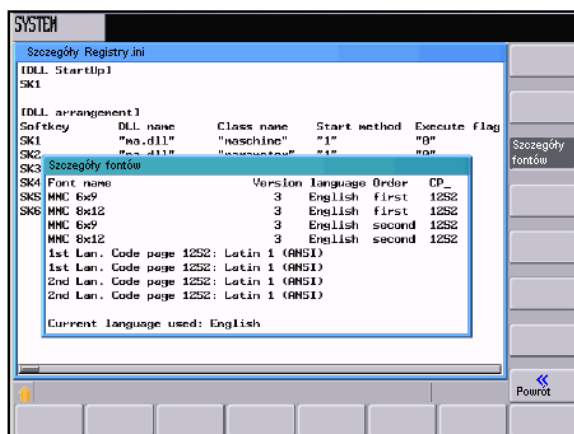 SYSTEM
Szczegóły Registry.ini
[DLL StartUp]
SK1
[DLL arrangement]
Softkey DLL name Class name Start method Execute flag
SK1 "ma.dll" "maschine" "1" "0"
SK2
SK3
Szczegóły fontów
SK4 Font name Version language Order CP_
SK5 MMC 6x9 3 English first 1252
SK6 MMC 8x12 3 English first 1252
MMC 6x9 3 English second 1252
MMC 8x12 3 English second 1252
1st Lan. Code page 1252: Latin 1 (ANSI)
1st Lan. Code page 1252: Latin 1 (ANSI)
2nd Lan. Code page 1252: Latin 1 (ANSI)
2nd Lan. Code page 1252: Latin 1 (ANSI)
Current language used: English
Szczegóły
fontów
Powrót